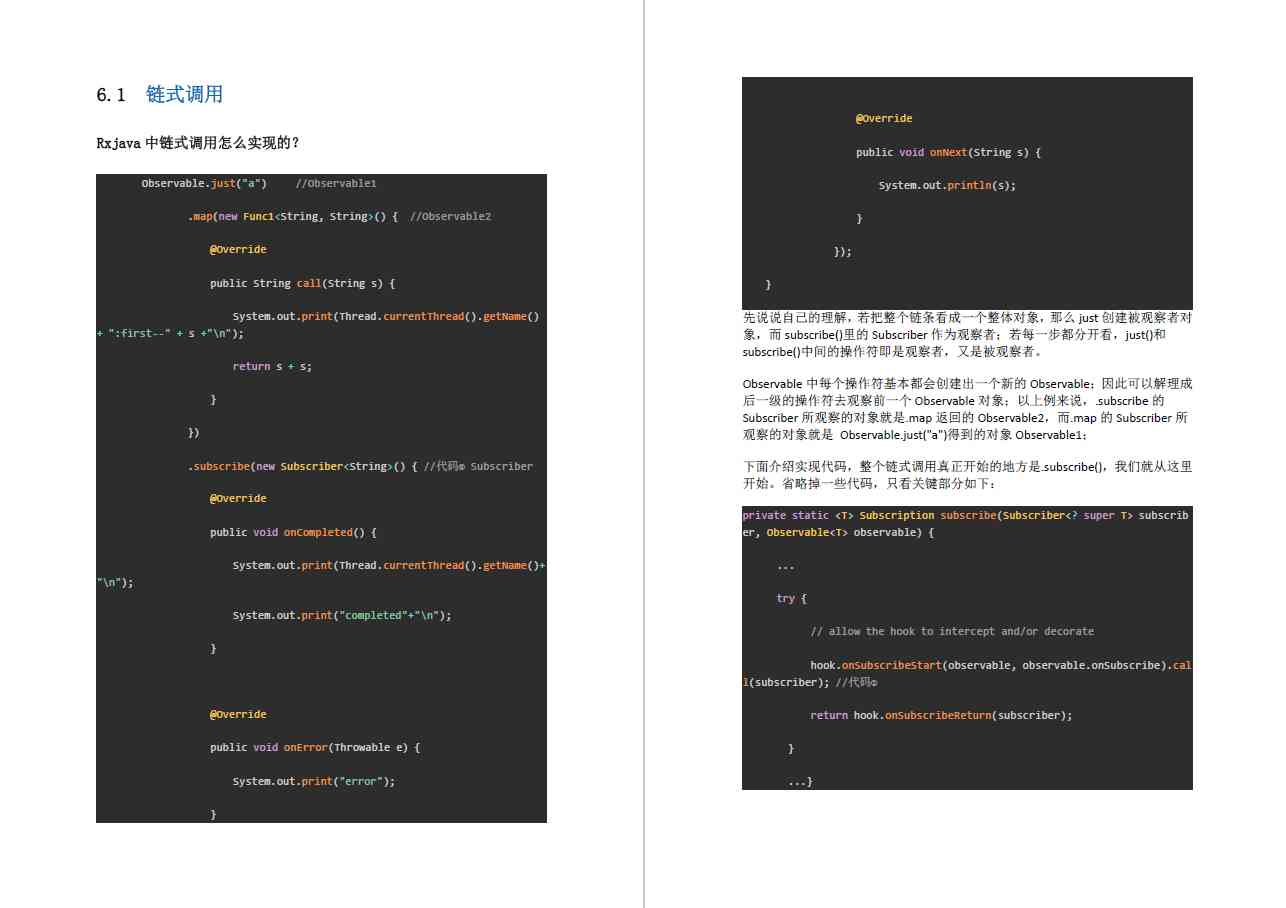 6.1 链式调用
Rxjava 中链式调用怎么实现的?
Observable.just("a") //Observable1
.map(new Func1<String, String>() { //Observable2
@Override
public String call(String s) {
System.out.print(Thread.currentThread().getName()
+ ":first--" + s +"\n");
return s + s;
}
})
.subscribe(new Subscriber<String>() { //代码 Subscriber
@Override
public void onCompleted() {
System.out.print(Thread.currentThread().getName()+
"\n");
System.out.print("completed"+"\n");
}
@Override
public void onError(Throwable e) {
System.out.print("error");
}
@Override
public void onNext(String s) {
System.out.println(s);
}
});
}
先说说自己的理解,若把整个链条看成一个整体对象,那么 just 创建被观察者对
象,而 subscribe()里的 Subscriber 作为观察者;若每一步都分开看,just()和
subscribe()中间的操作符即是观察者,又是被观察者。
Observable 中每个操作符基本都会创建出一个新的 Observable;因此可以解理成
后一级的操作符去观察前一个 Observable 对象;以上例来说,.subscribe 的
Subscriber 所观察的对象就是.map 返回的 Observable2,而.map 的 Subscriber 所
观察的对象就是 Observable.just("a")得到的对象 Observable1;
下面介绍实现代码,整个链式调用真正开始的地方是.subscribe(),我们就从这里
开始。省略掉一些代码,只看关键部分如下:
private static <T> Subscription subscribe(Subscriber<? super T> subscrib
er, Observable<T> observable) {
...
try {
// allow the hook to intercept and/or decorate
hook.onSubscribeStart(observable, observable.onSubscribe).cal
l(subscriber); //代码
return hook.onSubscribeReturn(subscriber);
}
...}